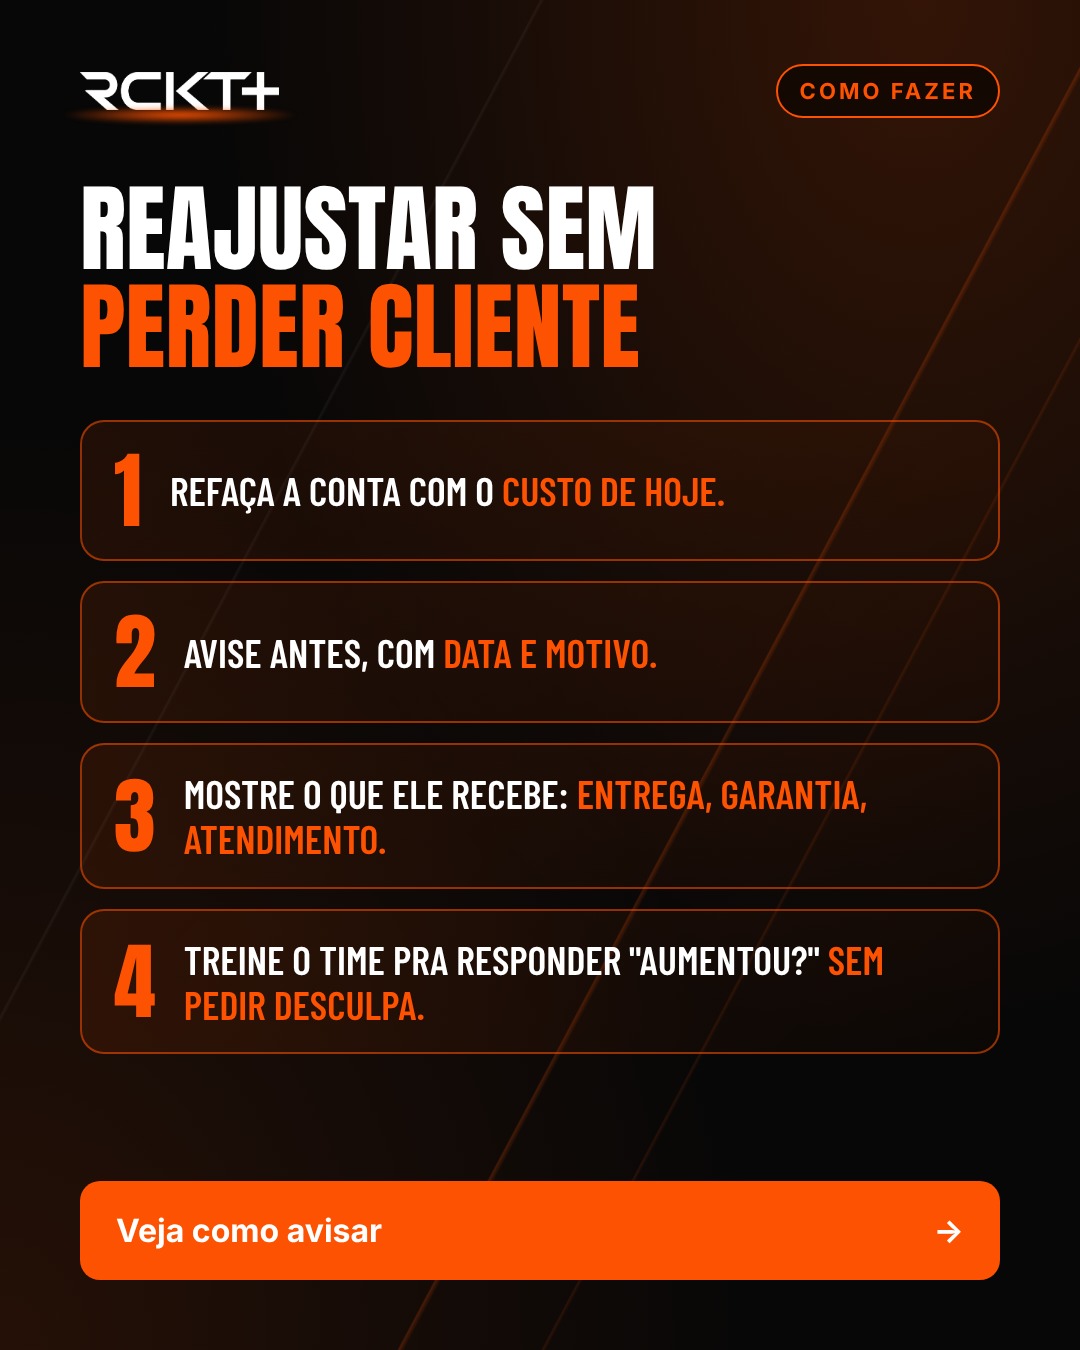 RCKT+
COMO FAZER
REAJUSTAR SEM
PERDER CLIENTE
1
REFAÇA A CONTA COM O CUSTO DE HOJE.
2
AVISE ANTES, COM DATA E MOTIVO.
3
MOSTRE O QUE ELE RECEBE: ENTREGA, GARANTIA,
ATENDIMENTO.
4
TREINE O TIME PRA RESPONDER "AUMENTOU?" SEM
PEDIR DESCULPA.
Veja como avisar →